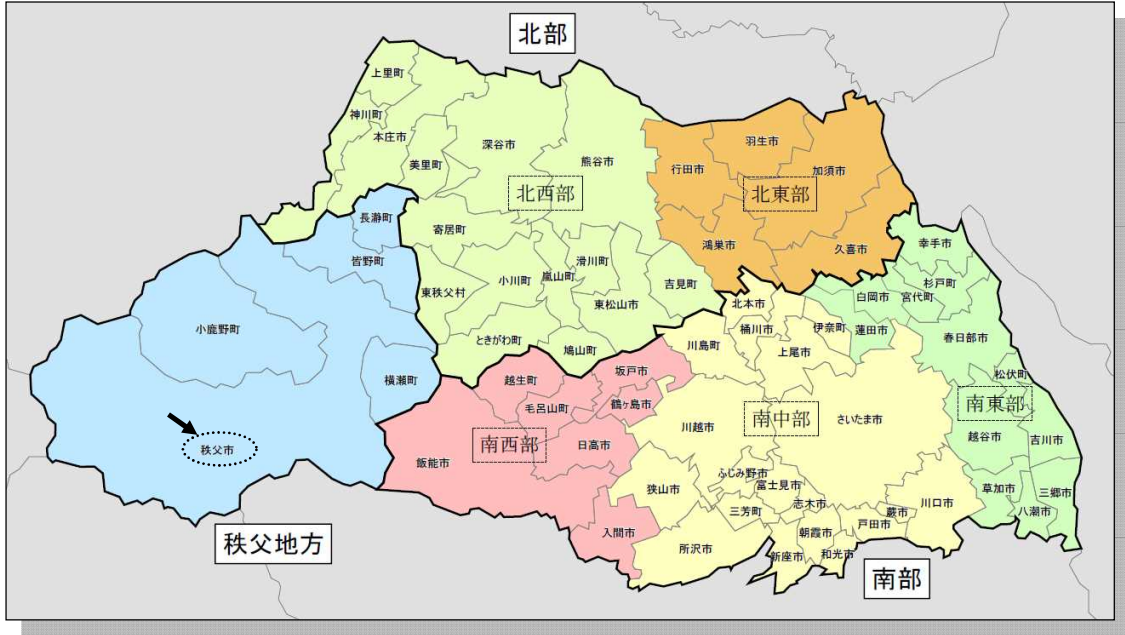 北部
上里町
神川町
本庄市
美里町
深谷市
熊谷市
北西部
寄居町
小川町
嵐山町
滑川町
東秩父村
東松山市
吉見町
ときがわ町
鳩山町
行田市
羽生市
加須市
北東部
鴻巣市
久喜市
長瀞町
皆野町
小鹿野町
横瀬町
秩父市
秩父地方
越生町
坂戸市
毛呂山町
鶴ヶ島市
南西部
日高市
飯能市
入間市
北本市
桶川市
伊奈町
川島町
上尾市
川越市
南中部
さいたま市
ふじみ野市
富士見市
狭山市
三芳町
志木市
所沢市
朝霞市
新座市
和光市
戸田市
蕨市
川口市
南部
幸手市
杉戸町
白岡市
宮代町
蓮田市
春日部市
松伏町
南東部
越谷市
吉川市
草加市
三郷市
八潮市